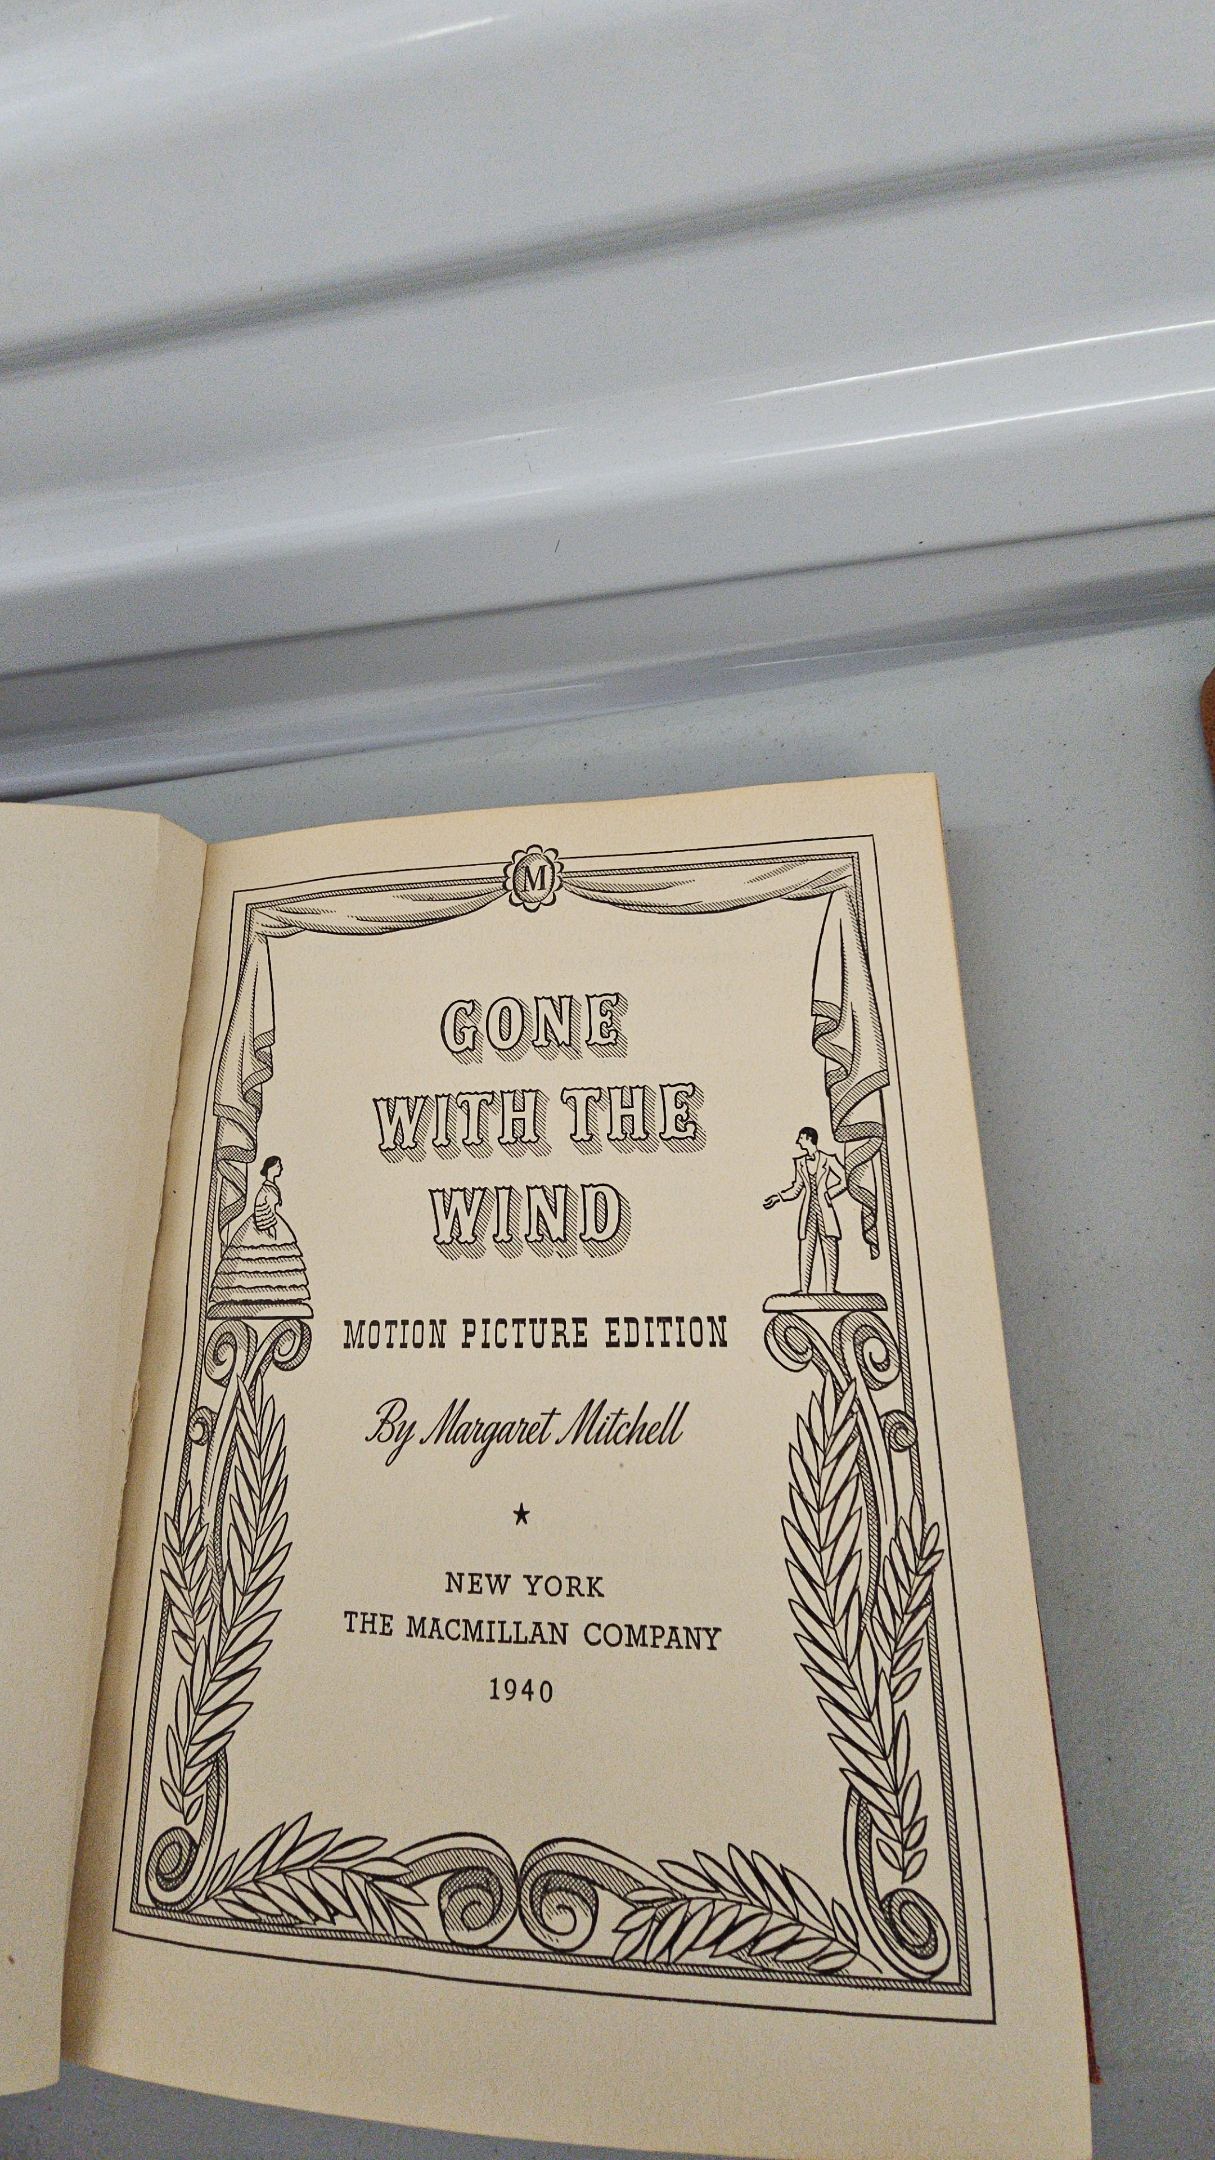 M
GONE
WITH THE
WIND
MOTION PICTURE EDITION
By Margaret Mitchell
★
NEW YORK
THE MACMILLAN COMPANY
1940